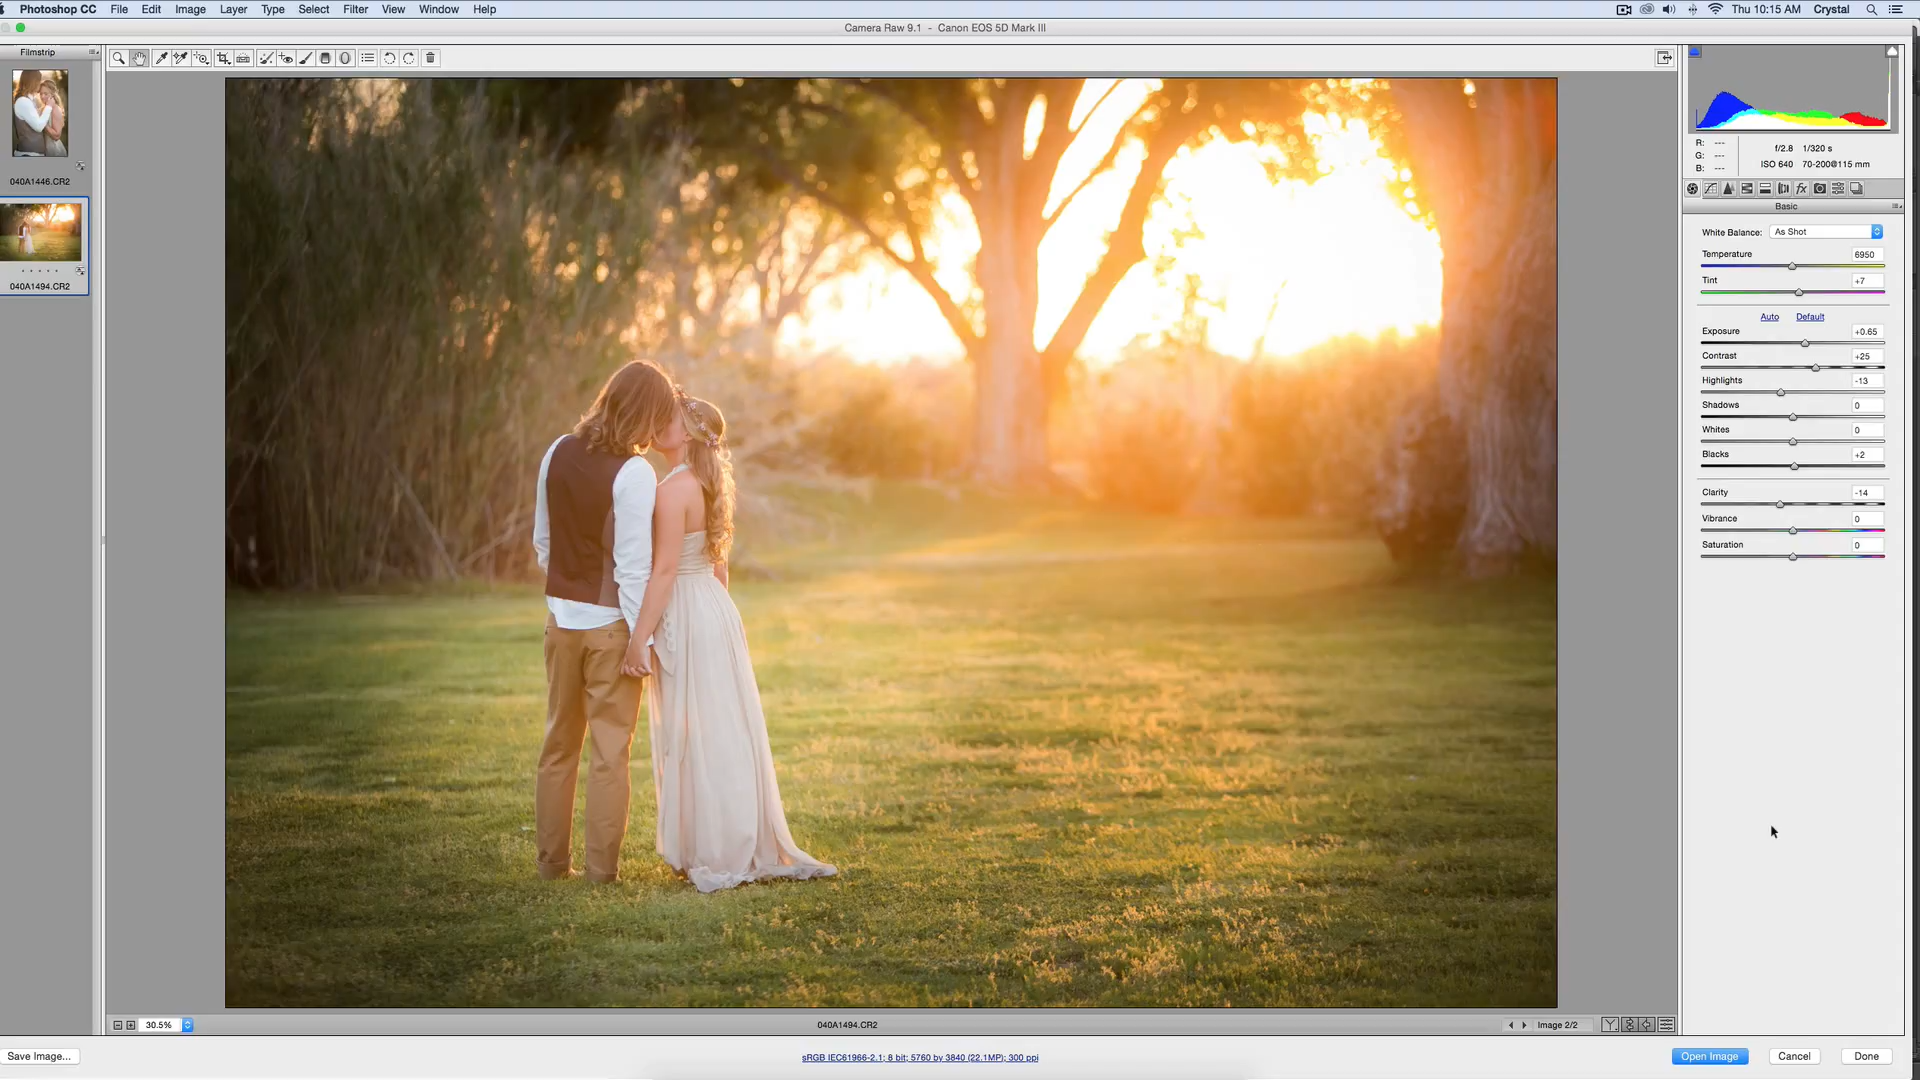 Photoshop CC File Edit Image Layer Type Select Filter View Window Help Thu 10:15 AM Crystal
Camera Raw 9.1 - Canon EOS 5D Mark III
Filmstrip
040A1446.CR2
040A1494.CR2
R: ---
G: ---
B: ---
f/2.8 1/320 s
ISO 640 70-200@115 mm
fx
Basic
White Balance: As Shot
Temperature 6950
Tint +7
Auto Default
Exposure +0.65
Contrast +25
Highlights -13
Shadows 0
Whites 0
Blacks +2
Clarity -14
Vibrance 0
Saturation 0
30.5% 040A1494.CR2 Image 2/2 Y
Save Image... sRGB IEC61966-2.1; 8 bit; 5760 by 3840 (22.1MP); 300 ppi Open Image Cancel Done